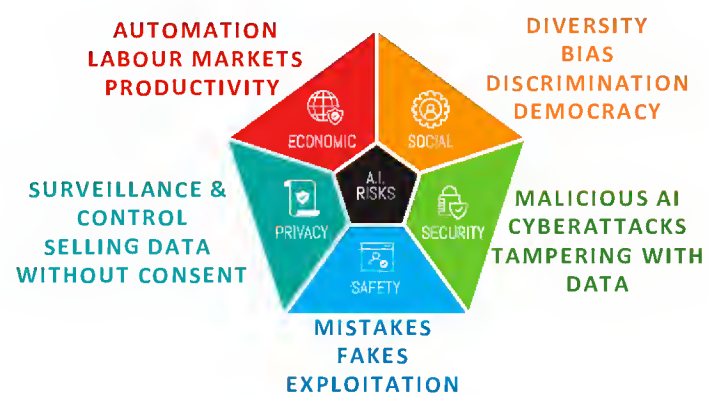 AUTOMATION
LABOUR MARKETS
PRODUCTIVITY
DIVERSITY
BIAS
DISCRIMINATION
DEMOCRACY
ECONOMIC
SOCIAL
A.I.
RISKS
PRIVACY
SECURITY
SAFETY
SURVEILLANCE &
CONTROL
SELLING DATA
WITHOUT CONSENT
MALICIOUS AI
CYBERATTACKS
TAMPERING WITH
DATA
MISTAKES
FAKES
EXPLOITATION